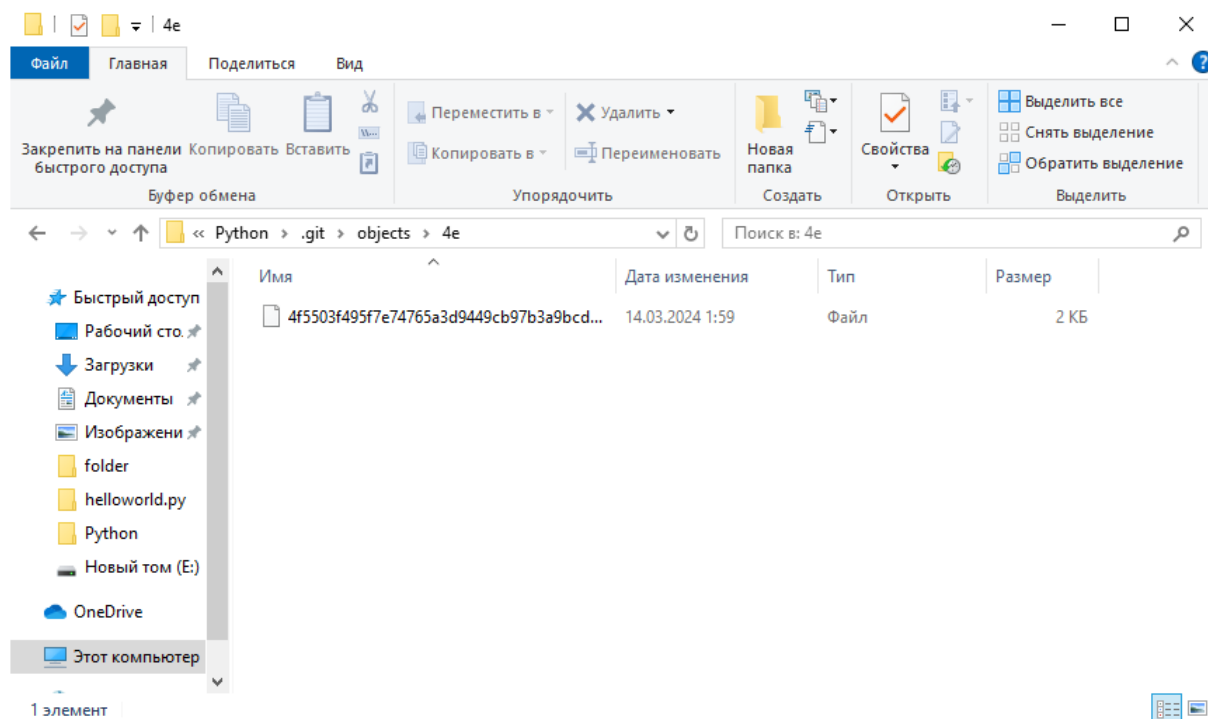 4e
Файл Главная Поделиться Вид
Закрепить на панели быстрого доступа
Копировать
Вставить
Буфер обмена
Переместить в
Копировать в
Удалить
Переименовать
Упорядочить
Новая папка
Создать
Свойства
Открыть
Выделить все
Снять выделение
Обратить выделение
Выделить
« Python > .git > objects > 4e
Поиск в: 4e
Имя Дата изменения Тип Размер
4f5503f495f7e74765a3d9449cb97b3a9bcd... 14.03.2024 1:59 Файл 2 КБ
Быстрый доступ
Рабочий сто.
Загрузки
Документы
Изображени
folder
helloworld.py
Python
Новый том (E:)
OneDrive
Этот компьютер
1 элемент